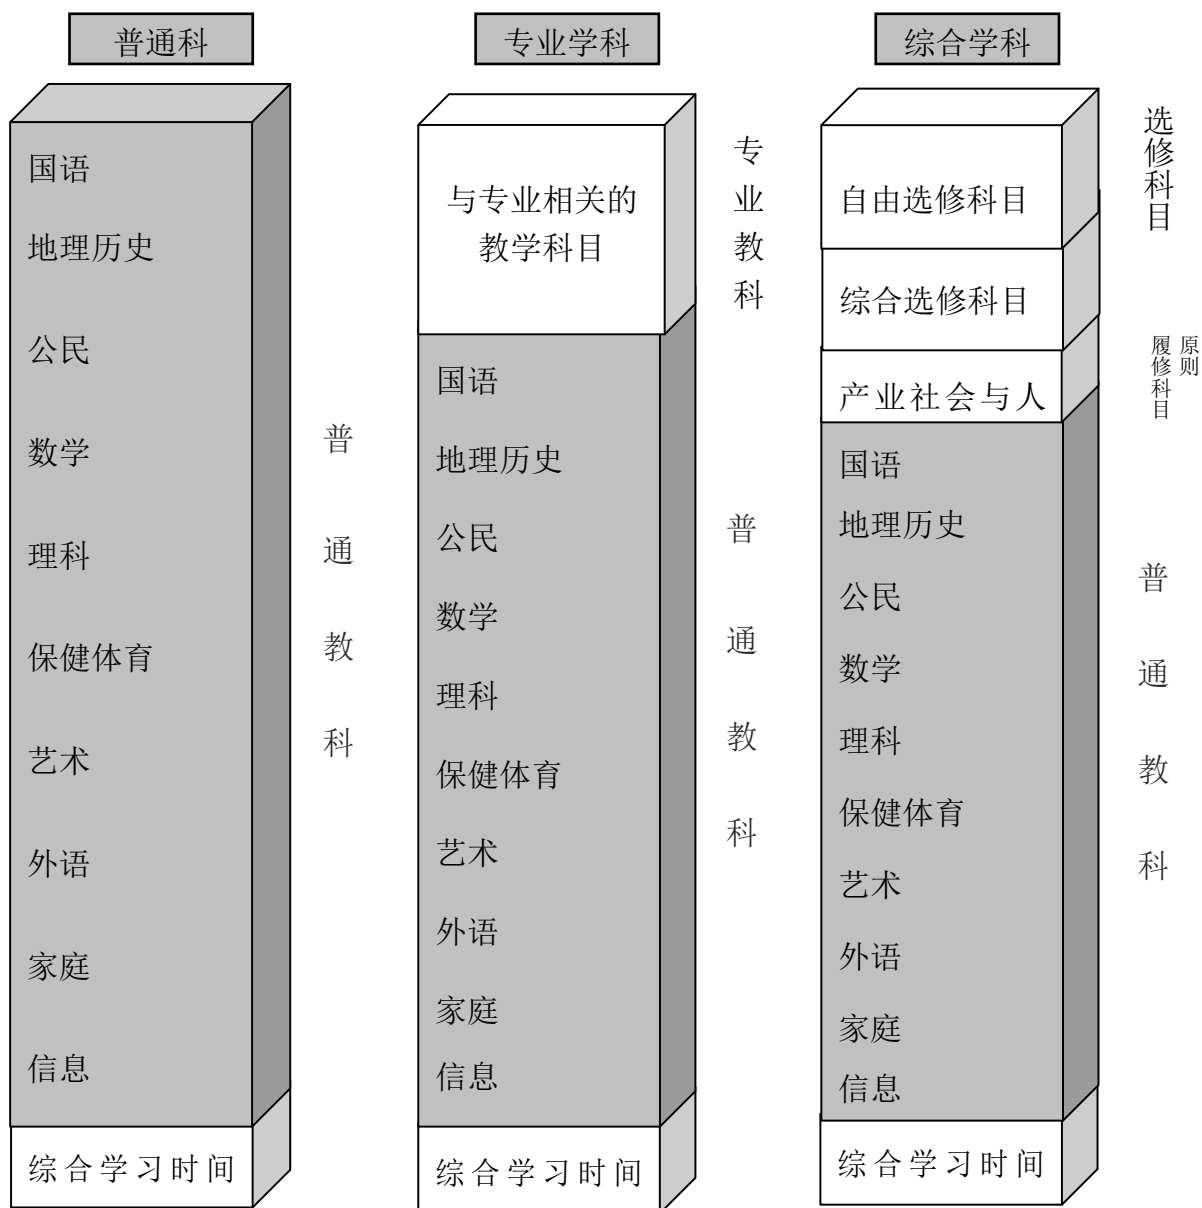 普通科
国语
地理历史
公民
数学
理科
保健体育
艺术
外语
家庭
信息
综合学习时间
普通教科
专业学科
与专业相关的
教学科目
国语
地理历史
公民
数学
理科
保健体育
艺术
外语
家庭
信息
综合学习时间
专业教科
普通教科
综合学科
自由选修科目
综合选修科目
产业社会与人
国语
地理历史
公民
数学
理科
保健体育
艺术
外语
家庭
信息
综合学习时间
选修科目
原则
履修科目
普通教科